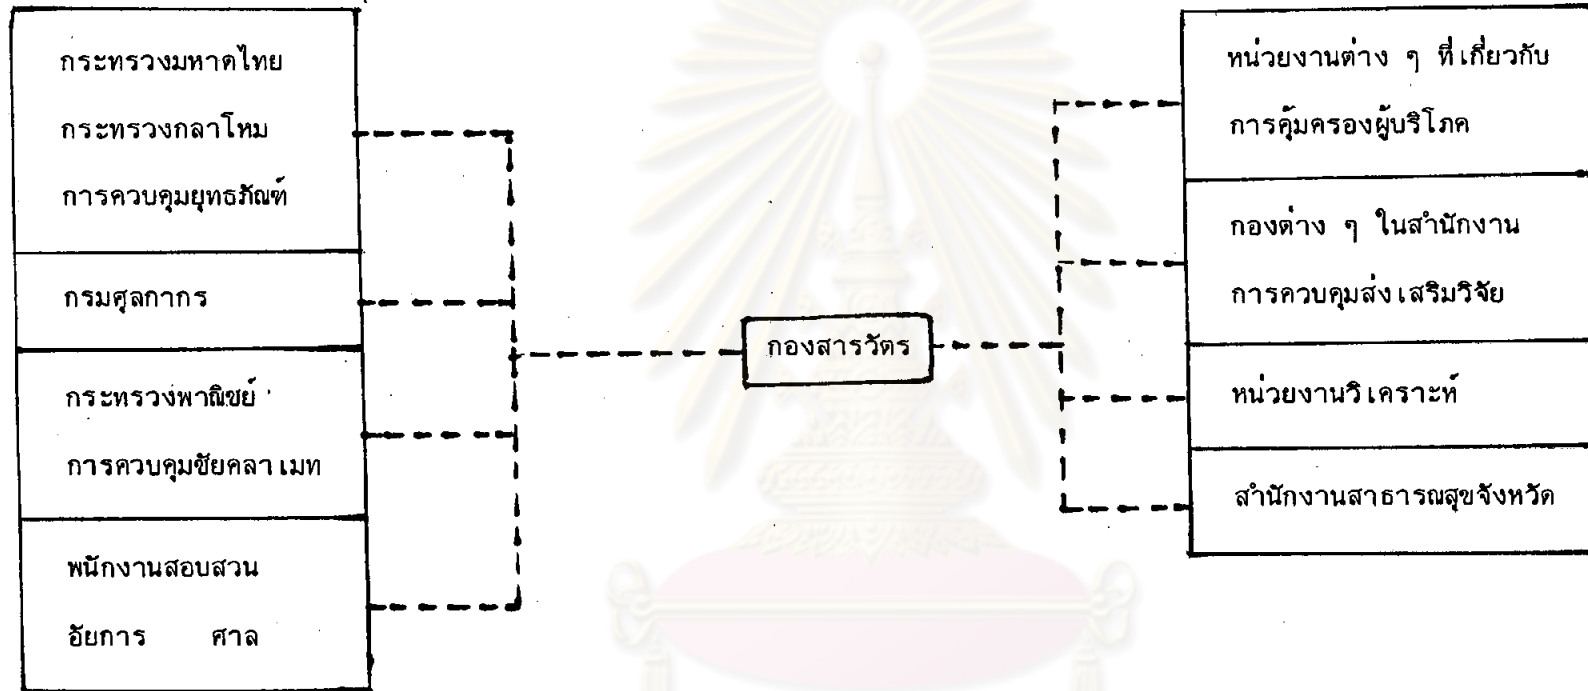 กระทรวงมหาดไทย
กระทรวงกลาโหม
การควบคุมยุทธภัณฑ์
กรมศุลกากร
กระทรวงพาณิชย์
การควบคุมชัยคลาเมท
พนักงานสอบสวน
อัยการ ศาล
กองสารวัตร
หน่วยงานต่าง ๆ ที่เกี่ยวกับ
การคุ้มครองผู้บริโภค
กองต่าง ๆ ในสำนักงาน
การควบคุมส่งเสริมวิจัย
หน่วยงานวิเคราะห์
สำนักงานสาธารณสุขจังหวัด